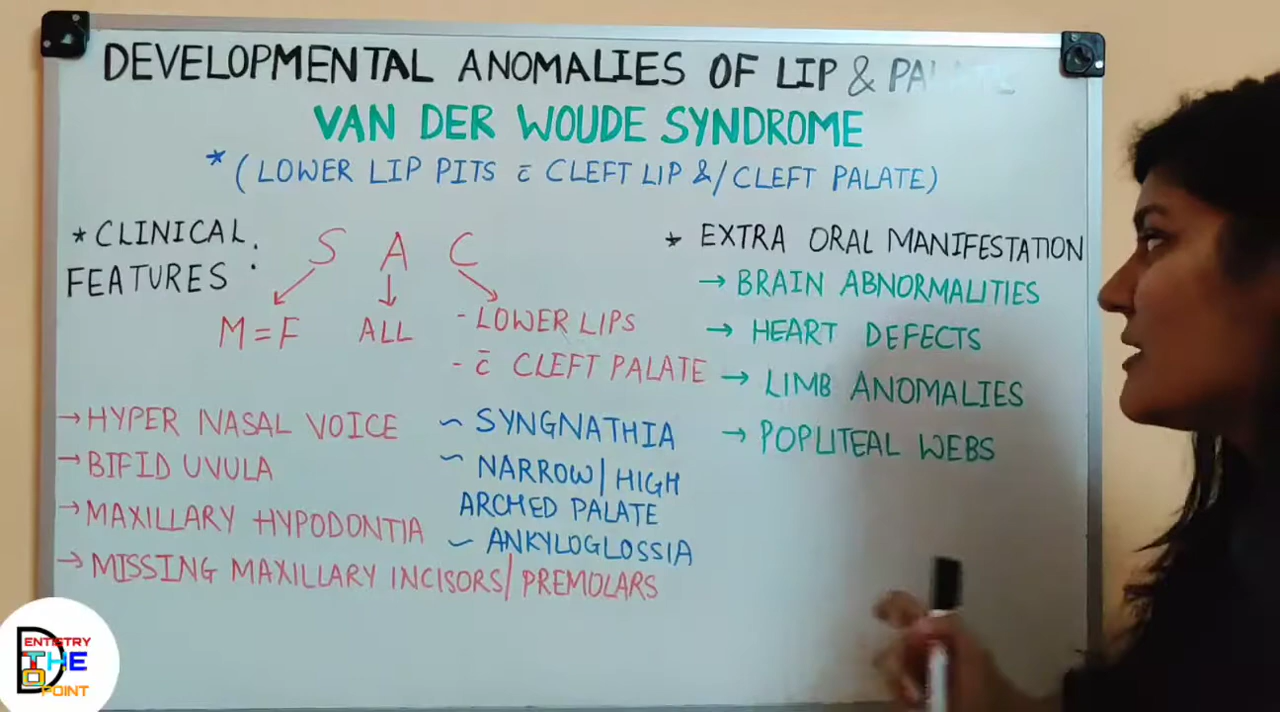 DEVELOPMENTAL ANOMALIES OF LIP & PALATE
VAN DER WOUDE SYNDROME
* (LOWER LIP PITS c̄ CLEFT LIP &/CLEFT PALATE)
* CLINICAL
FEATURES :
S A C
M = F
ALL
- LOWER LIPS
- c̄ CLEFT PALATE
→ HYPER NASAL VOICE
→ BIFID UVULA
→ MAXILLARY HYPODONTIA
→ MISSING MAXILLARY INCISORS/PREMOLARS
~ SYNGNATHIA
~ NARROW/HIGH
ARCHED PALATE
~ ANKYLOGLOSSIA
* EXTRA ORAL MANIFESTATION
→ BRAIN ABNORMALITIES
→ HEART DEFECTS
→ LIMB ANOMALIES
→ POPLITEAL WEBS
DENTISTRY
TO THE
POINT